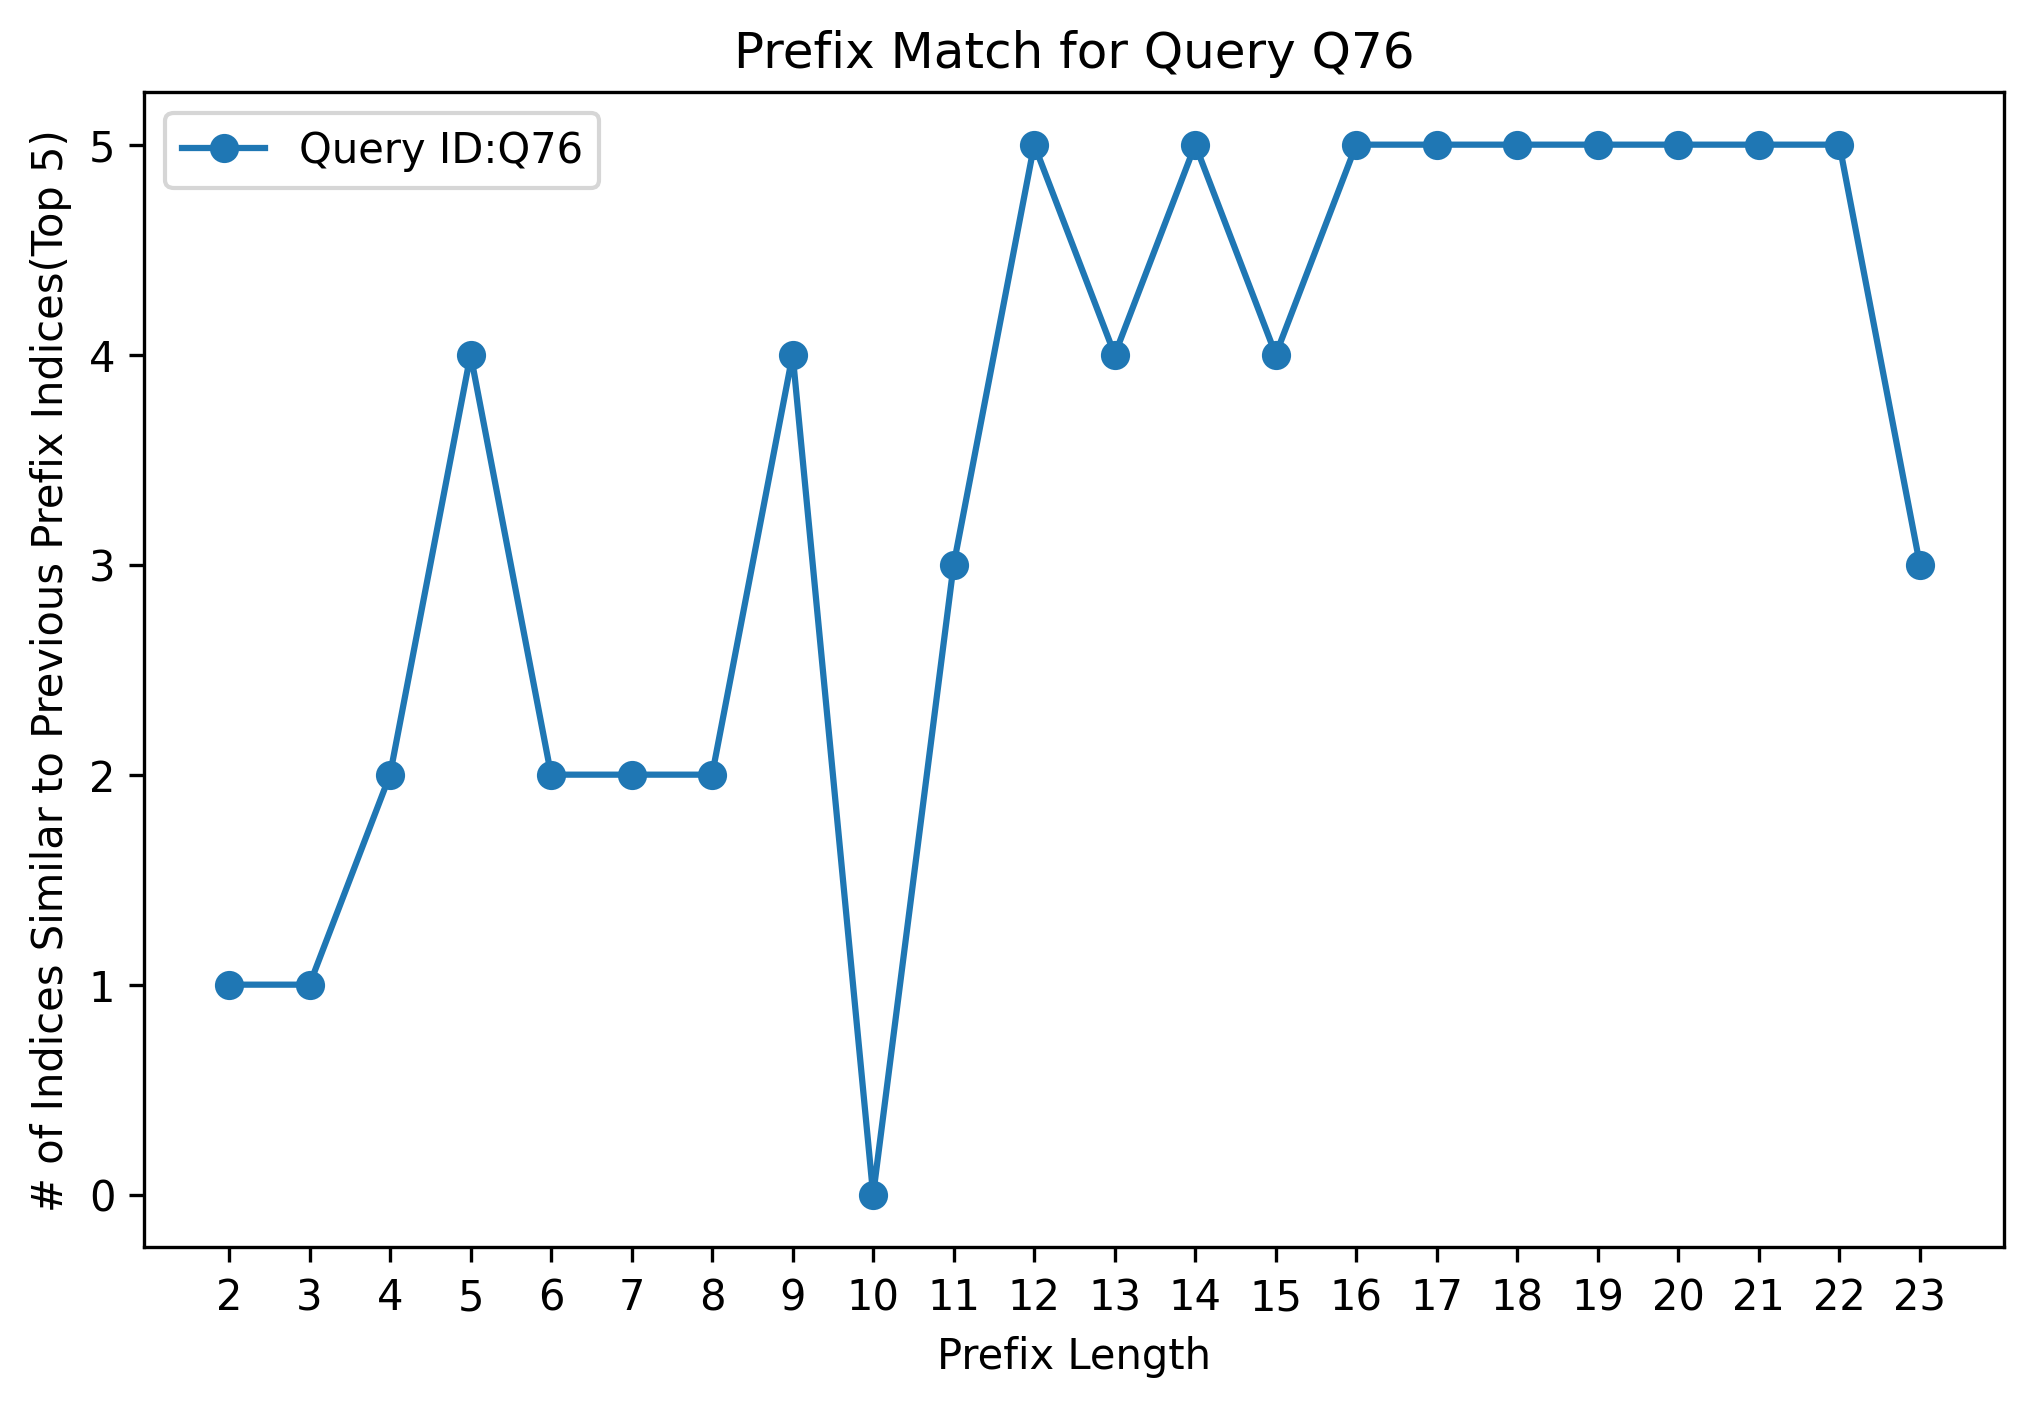 Prefix Match for Query Q76
Query ID:Q76
# of Indices Similar to Previous Prefix Indices(Top 5)
5
4
3
2
1
0
2 3 4 5 6 7 8 9 10 11 12 13 14 15 16 17 18 19 20 21 22 23
Prefix Length